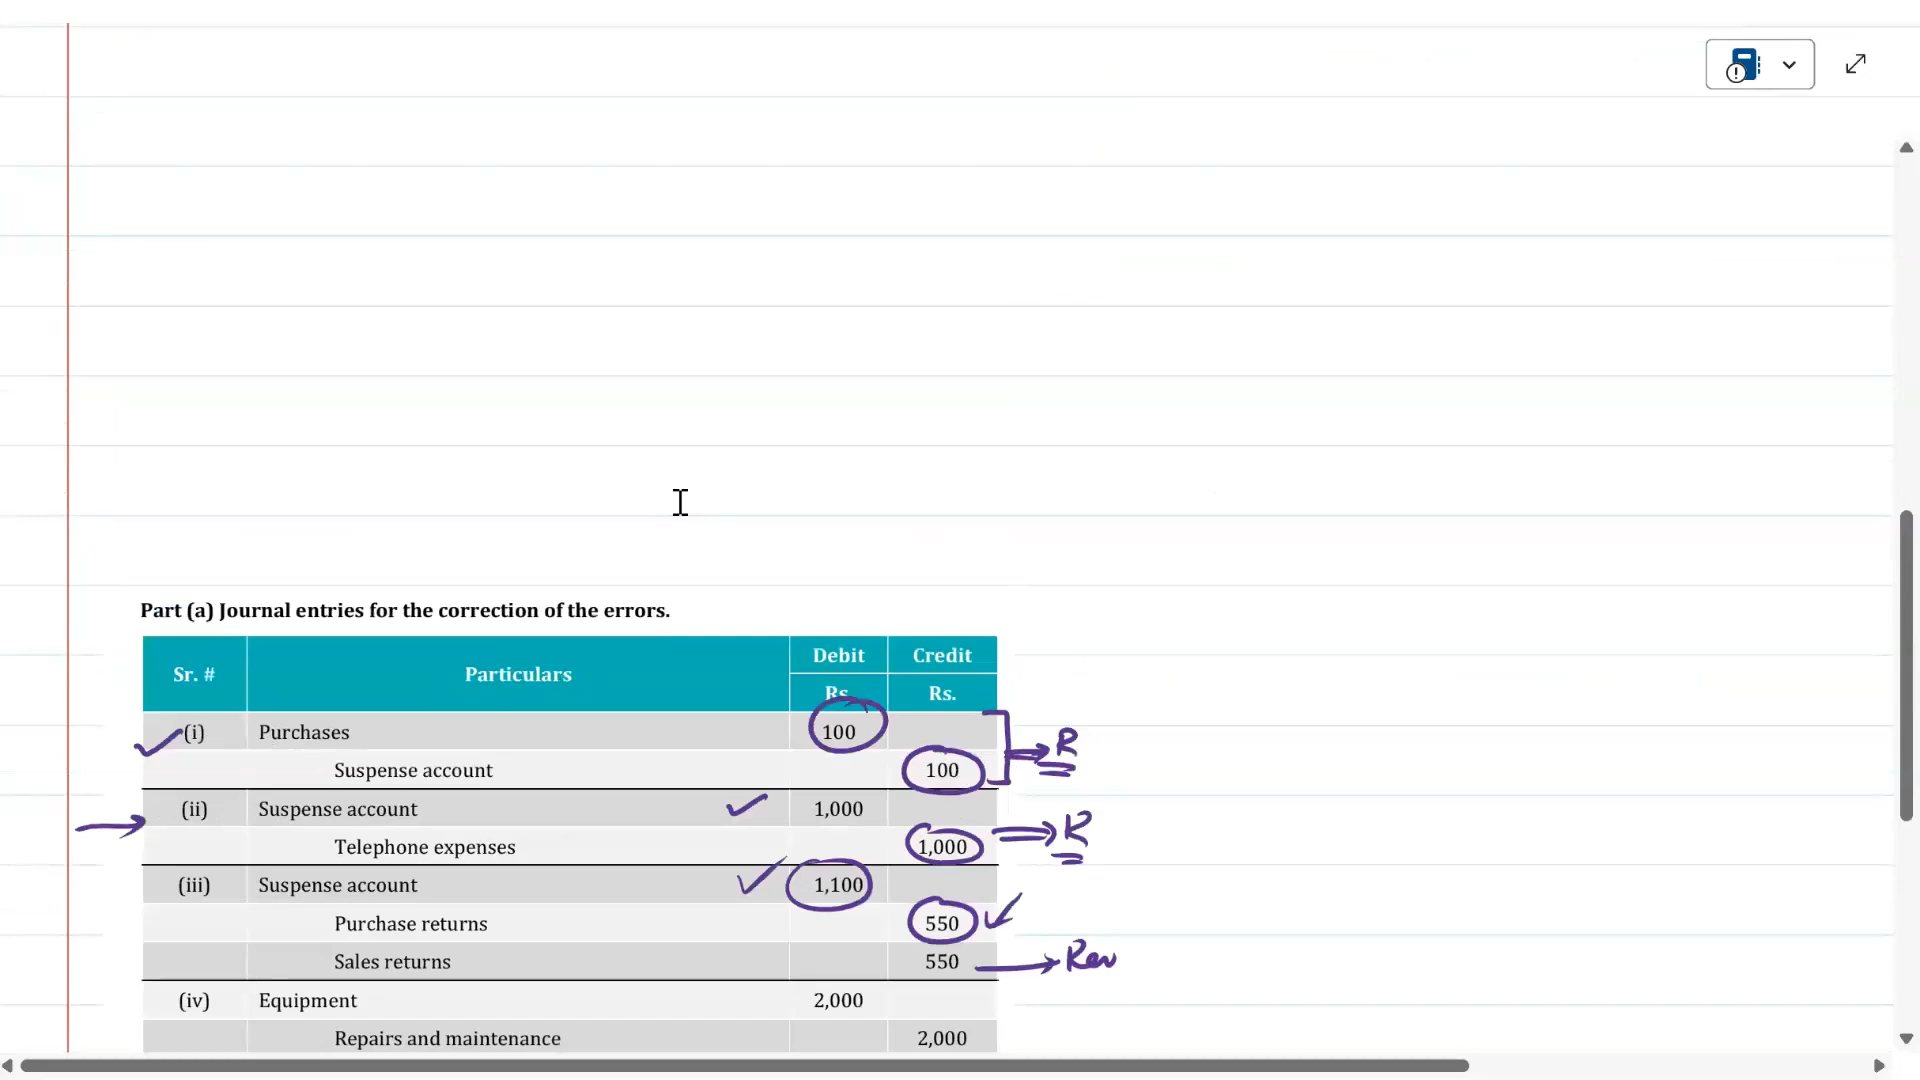 Part (a) Journal entries for the correction of the errors.
Sr. # Particulars Debit Credit
Rs. Rs.
(i) Purchases 100 R
Suspense account 100
(ii) Suspense account 1,000
Telephone expenses 1,000 R
(iii) Suspense account 1,100
Purchase returns 550
Sales returns 550 Rev
(iv) Equipment 2,000
Repairs and maintenance 2,000